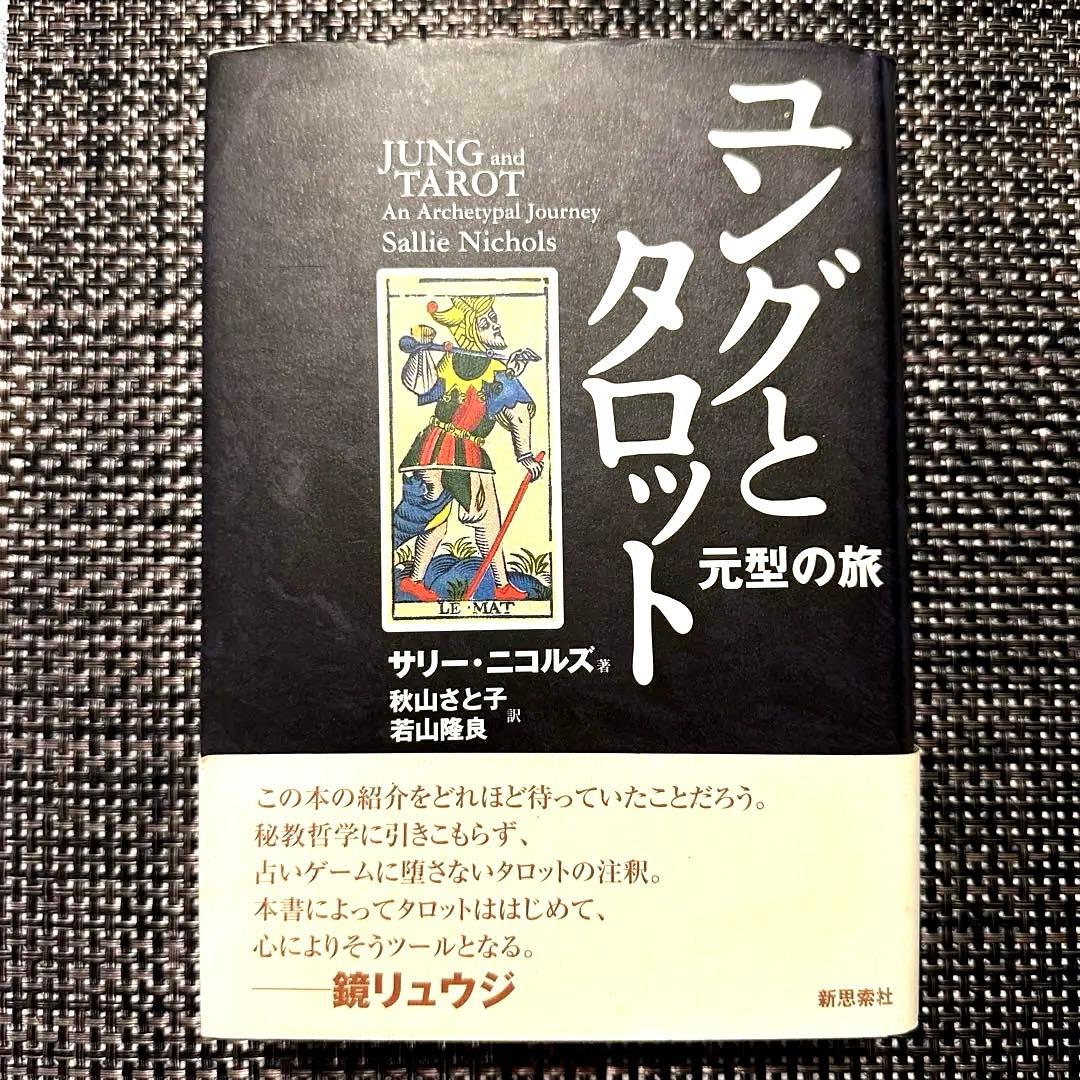 ユングと
タロット
元型の旅
JUNG and
TAROT
An Archetypal Journey
Sallie Nichols
LE・MAT
サリー・ニコルズ著
秋山さと子
若山隆良
訳
この本の紹介をどれほど待っていたことだろう。
秘教哲学に引きこもらず、
占いゲームに堕さないタロットの注釈。
本書によってタロットははじめて、
心によりそうツールとなる。
——鏡リュウジ
新思索社